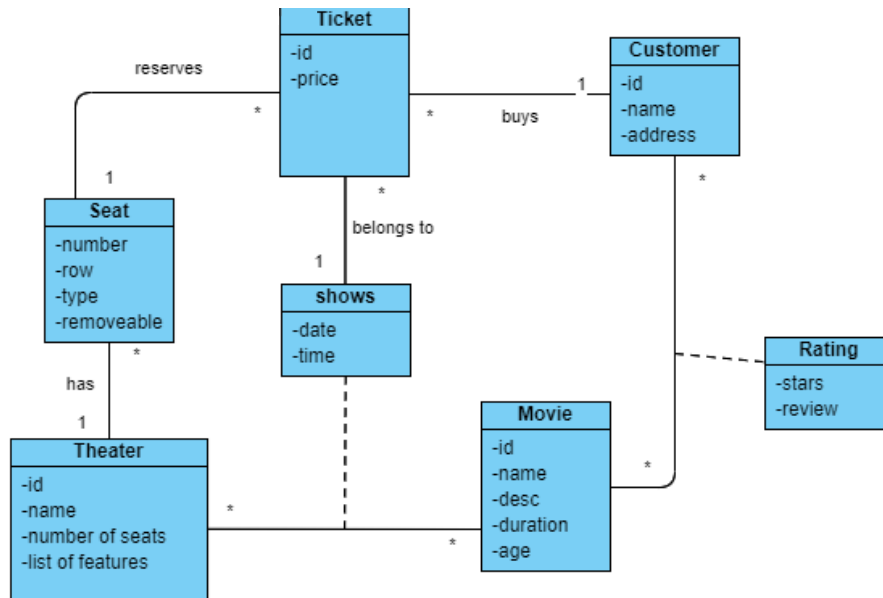 Ticket
-id
-price
reserves
*
1
*
buys
1
Customer
-id
-name
-address
*
*
belongs to
1
Seat
-number
-row
-type
-removeable
*
has
1
shows
-date
-time
Rating
-stars
-review
Theater
-id
-name
-number of seats
-list of features
*
*
Movie
-id
-name
-desc
-duration
-age
*